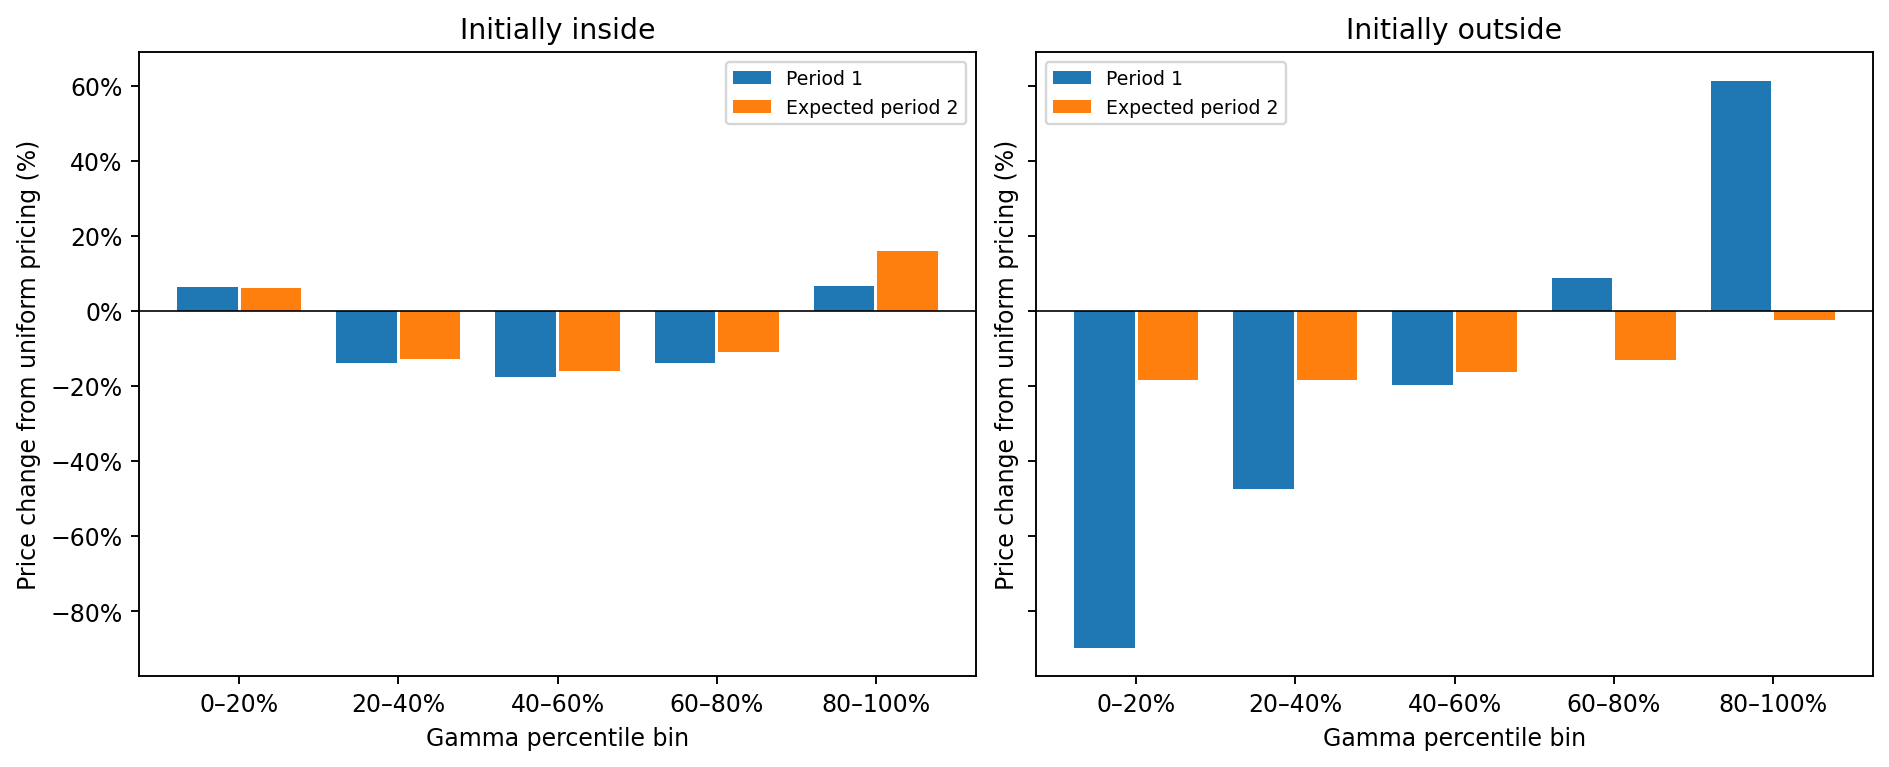 Initially inside
Period 1
Expected period 2
Price change from uniform pricing (%)
60%
40%
20%
0%
−20%
−40%
−60%
−80%
0–20%
20–40%
40–60%
60–80%
80–100%
Gamma percentile bin
Initially outside
Period 1
Expected period 2
Price change from uniform pricing (%)
0–20%
20–40%
40–60%
60–80%
80–100%
Gamma percentile bin